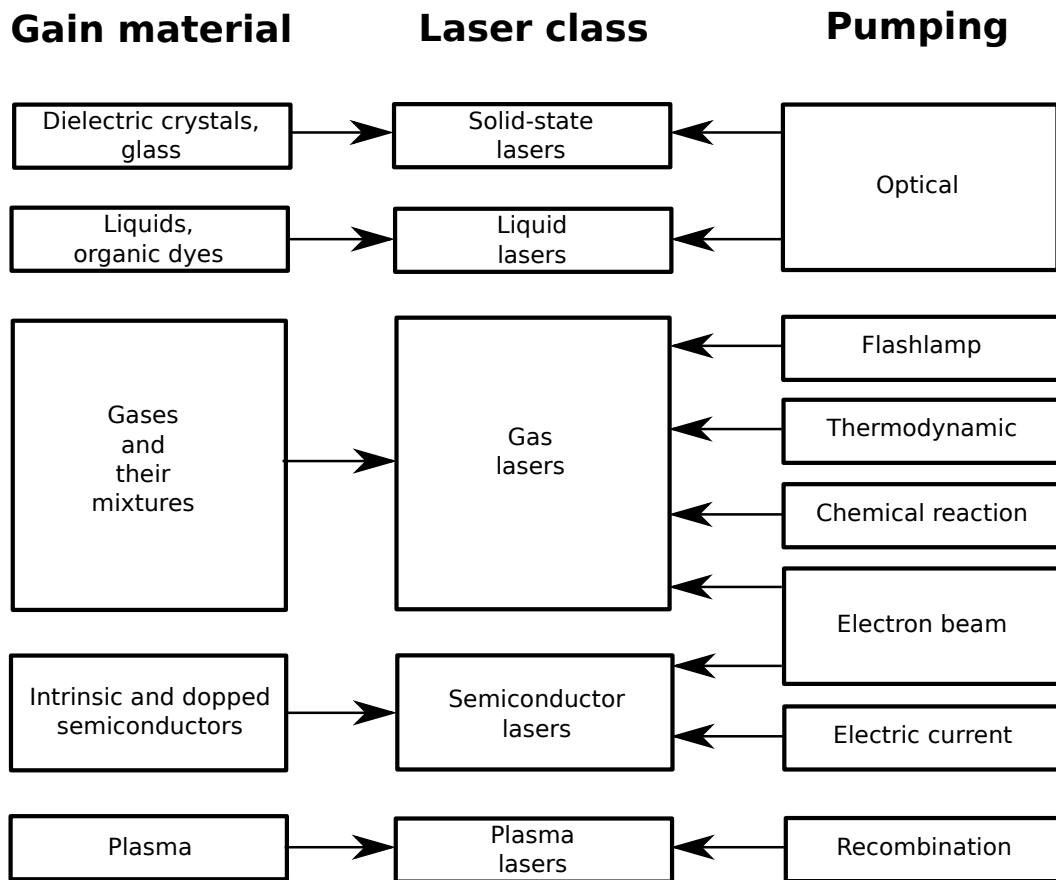 Gain material
Laser class
Pumping
Dielectric crystals,
glass
Solid-state
lasers
Optical
Liquids,
organic dyes
Liquid
lasers
Gases
and
their
mixtures
Gas
lasers
Flashlamp
Thermodynamic
Chemical reaction
Electron beam
Intrinsic and dopped
semiconductors
Semiconductor
lasers
Electric current
Plasma
Plasma
lasers
Recombination